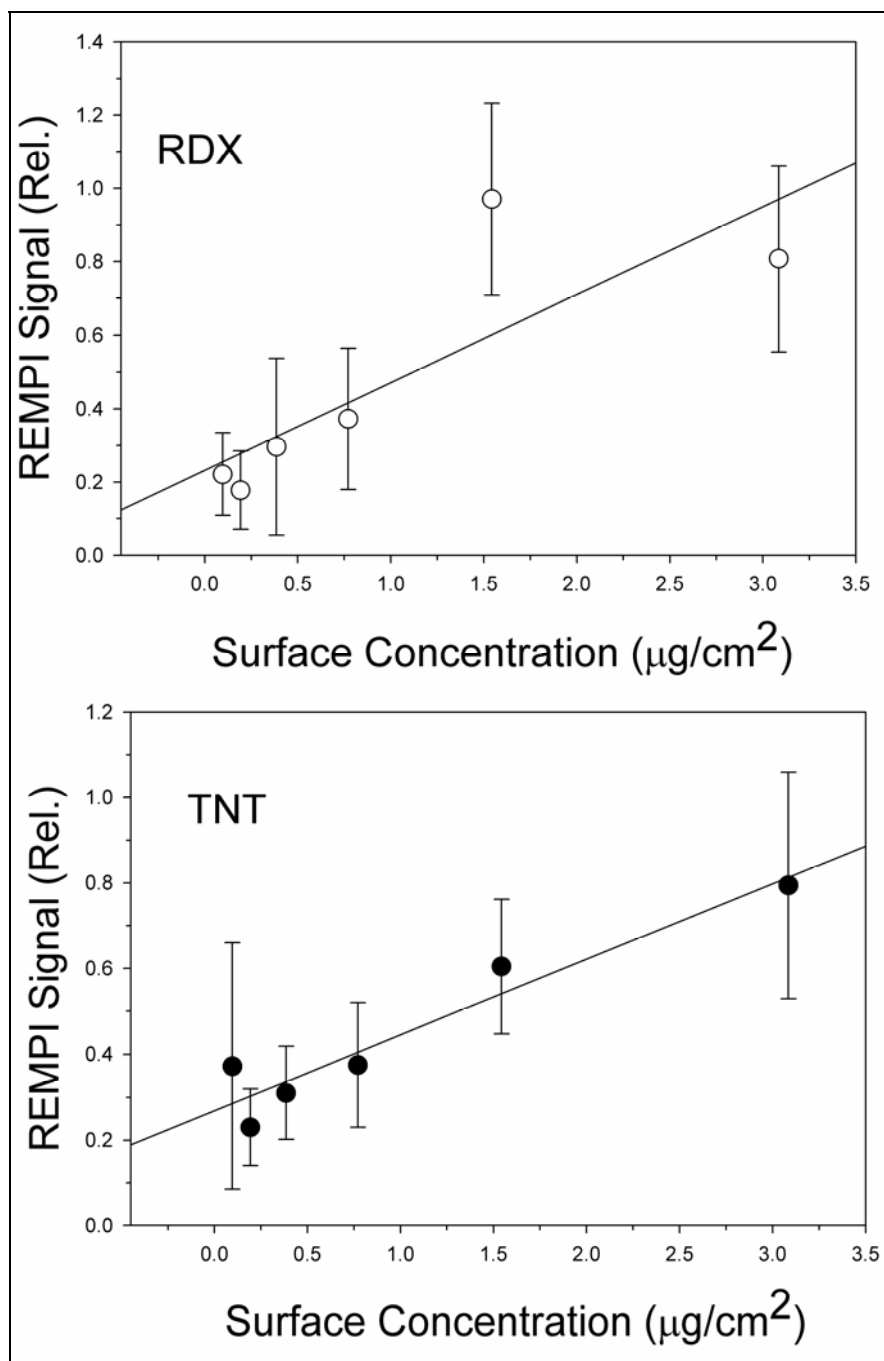 1.4
1.2
1.0
0.8
0.6
0.4
0.2
0.0
REMPI Signal (Rel.)
RDX
0.0 0.5 1.0 1.5 2.0 2.5 3.0 3.5
Surface Concentration (μg/cm²)
1.2
1.0
0.8
0.6
0.4
0.2
0.0
REMPI Signal (Rel.)
TNT
0.0 0.5 1.0 1.5 2.0 2.5 3.0 3.5
Surface Concentration (μg/cm²)